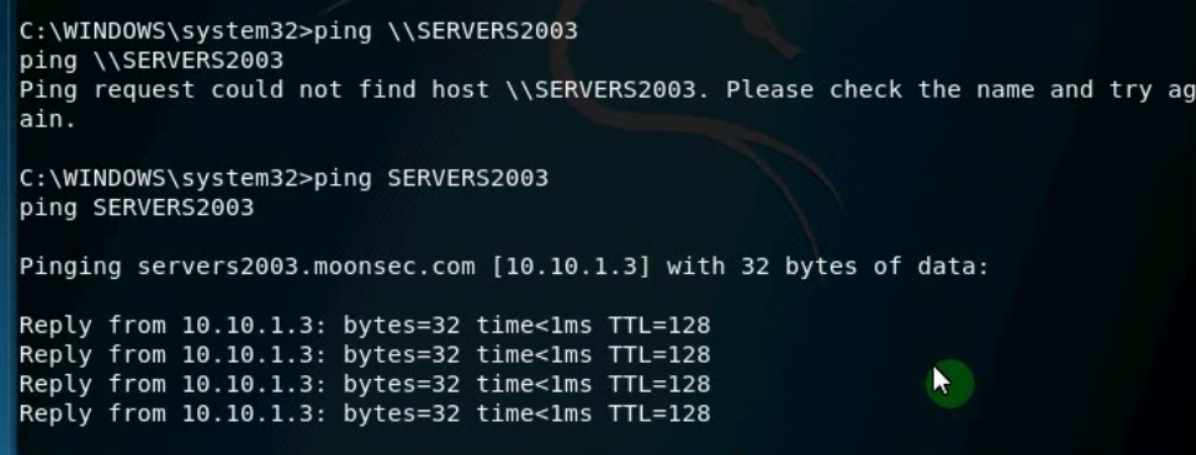 C:\WINDOWS\system32>ping \\SERVERS2003
ping \\SERVERS2003
Ping request could not find host \\SERVERS2003. Please check the name and try ag
ain.
C:\WINDOWS\system32>ping SERVERS2003
ping SERVERS2003
Pinging servers2003.moonsec.com [10.10.1.3] with 32 bytes of data:
Reply from 10.10.1.3: bytes=32 time<1ms TTL=128
Reply from 10.10.1.3: bytes=32 time<1ms TTL=128
Reply from 10.10.1.3: bytes=32 time<1ms TTL=128
Reply from 10.10.1.3: bytes=32 time<1ms TTL=128